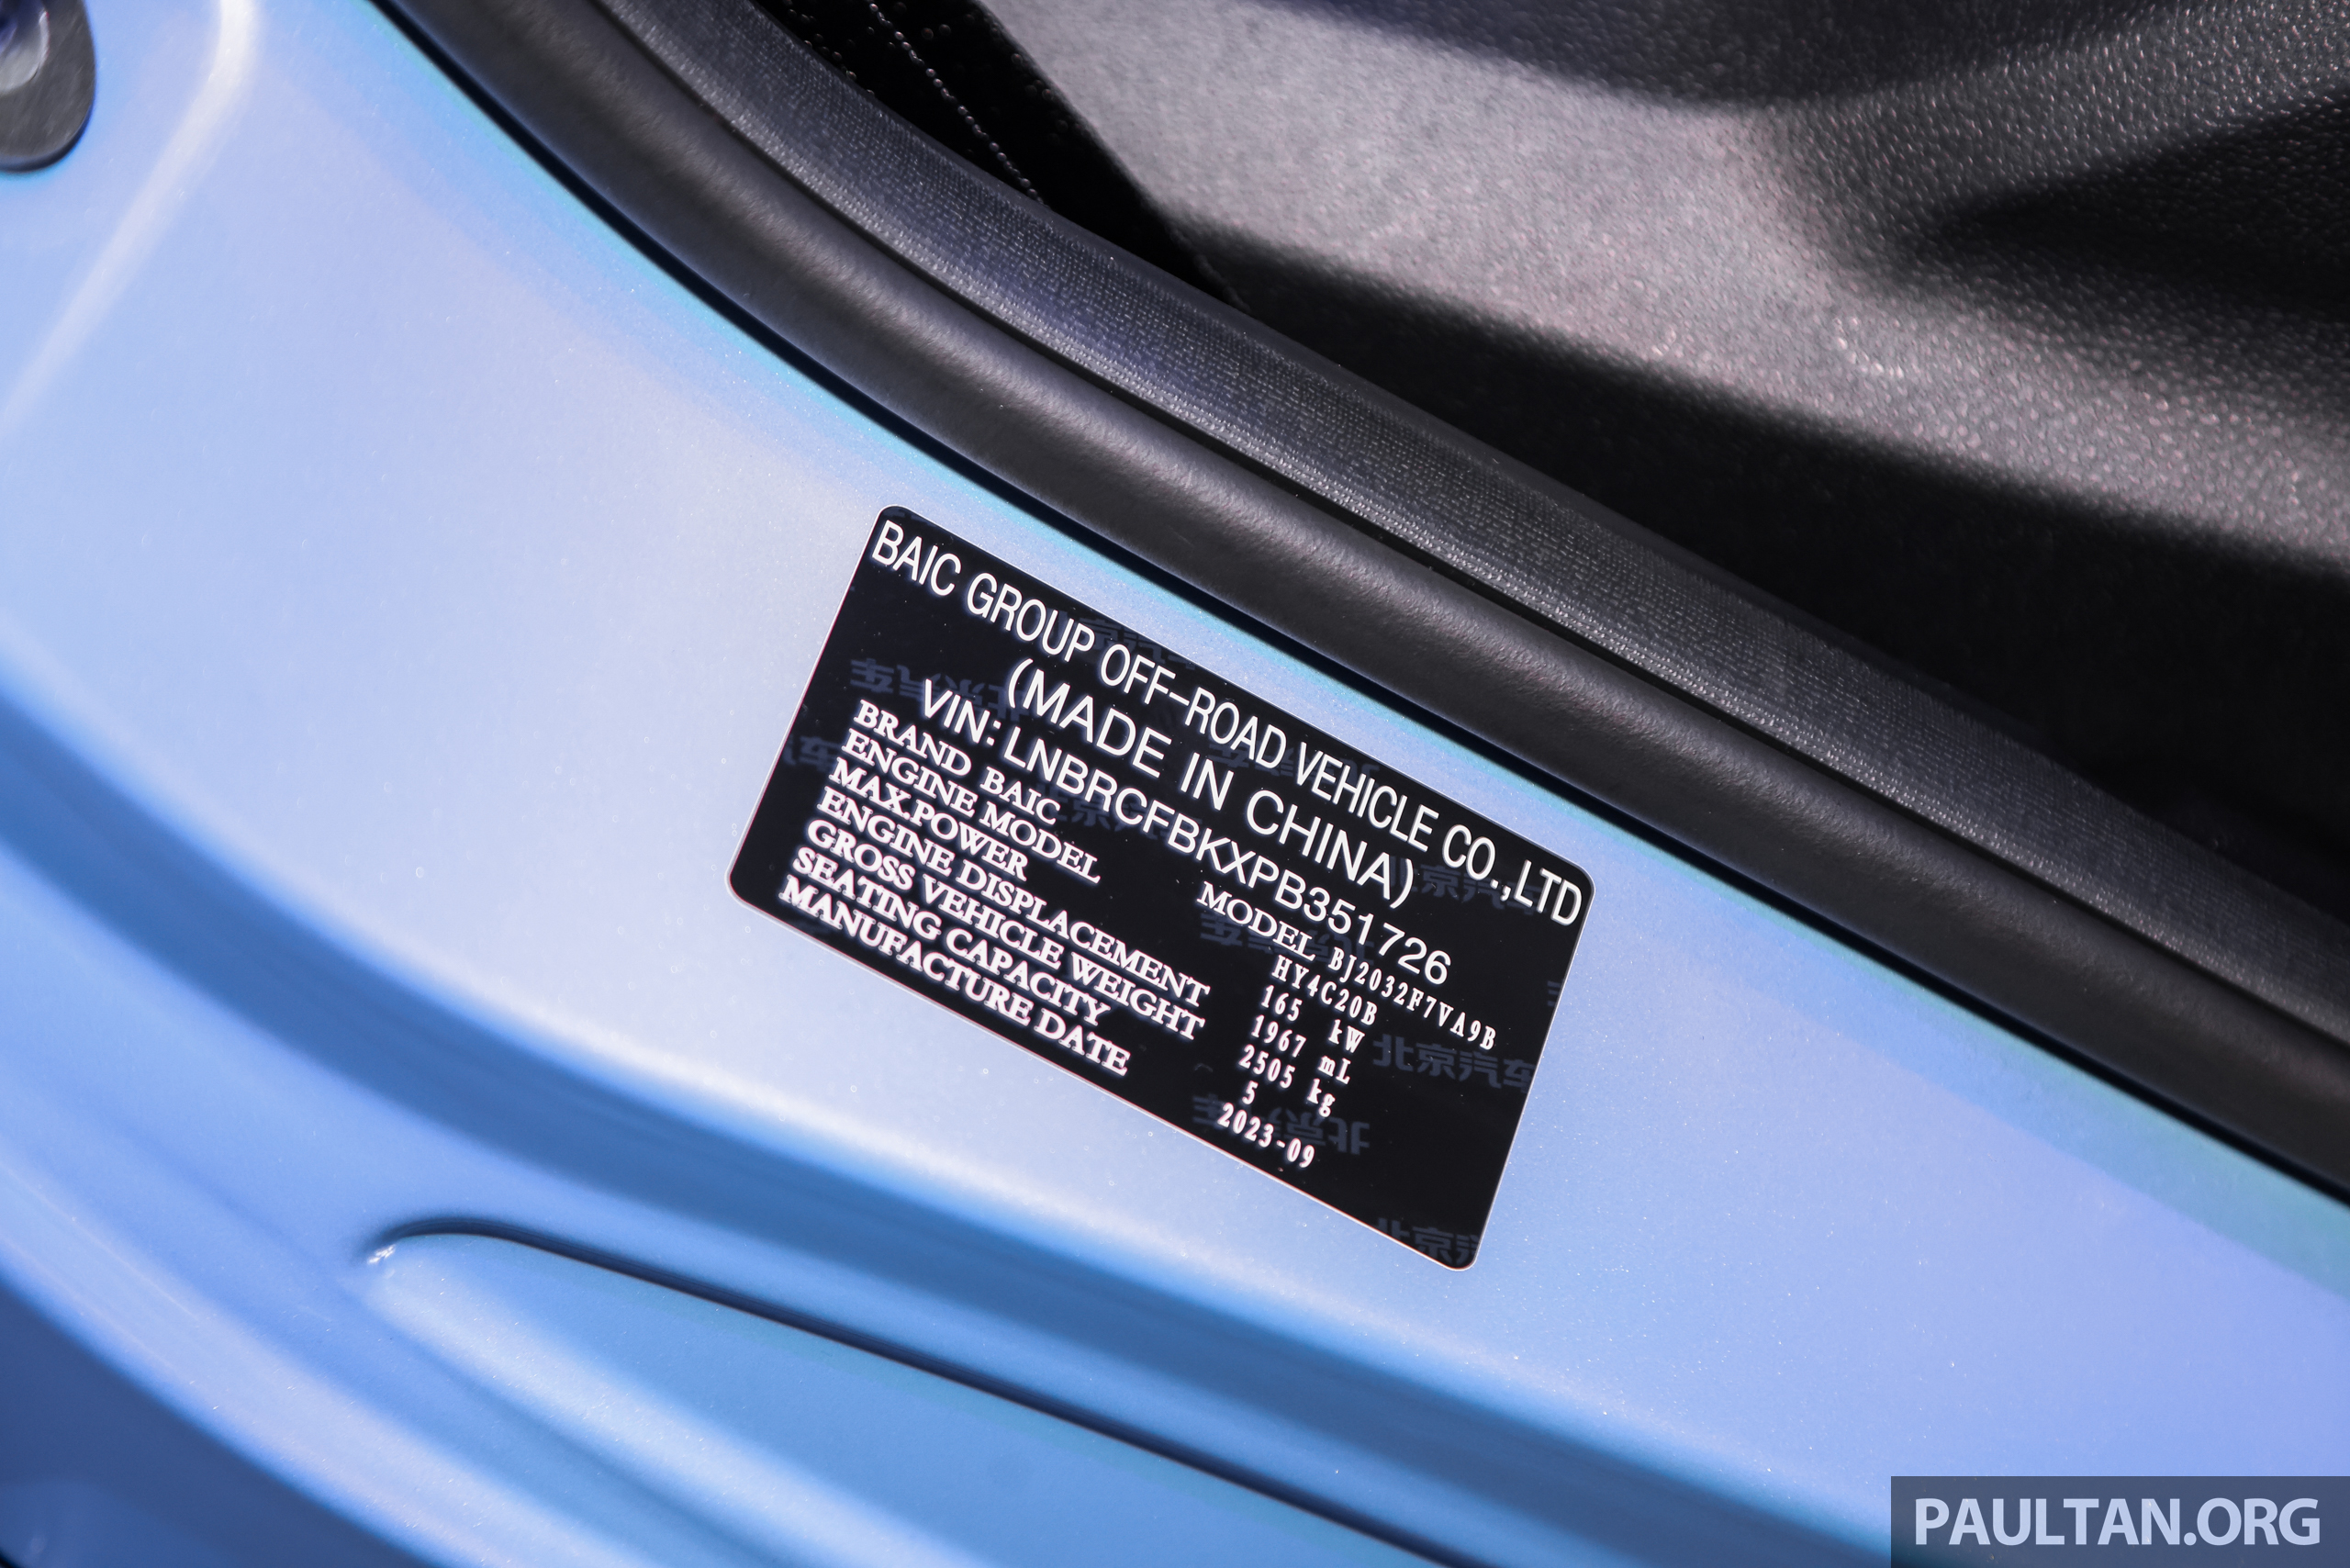 BAIC GROUP OFF-ROAD VEHICLE CO.,LTD
(MADE IN CHINA)
VIN: LNBRCFBKXPB351726
BRAND BAIC MODEL BJ2032F7VA9B
ENGINE MODEL HY4C20B
MAX.POWER 165 kW
ENGINE DISPLACEMENT 1967 mL
GROSS VEHICLE WEIGHT 2505 kg
SEATING CAPACITY 5
MANUFACTURE DATE 2023-09
北京汽车
PAULTAN.ORG